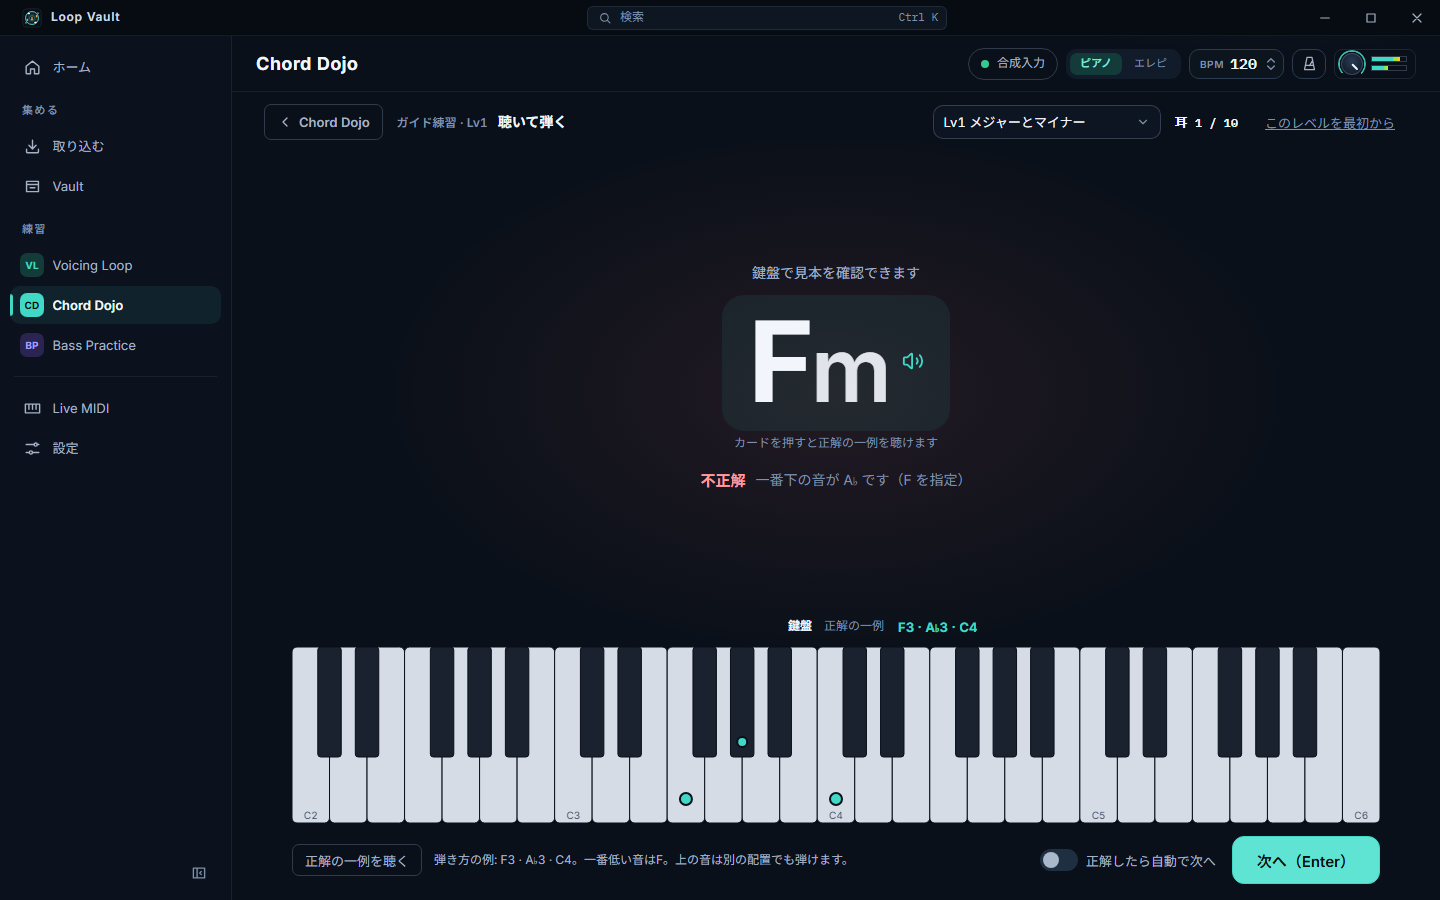 Loop Vault
検索
Ctrl K
ホーム
集める
取り込む
Vault
練習
VL Voicing Loop
CD Chord Dojo
BP Bass Practice
Live MIDI
設定
Chord Dojo
合成入力
ピアノ
エレピ
BPM 120
Chord Dojo
ガイド練習 · Lv1 聴いて弾く
Lv1 メジャーとマイナー
耳 1 / 10
このレベルを最初から
鍵盤で見本を確認できます
Fm
カードを押すと正解の一例を聴けます
不正解 一番下の音が A♭ です（F を指定）
鍵盤 正解の一例 F3 · A♭3 · C4
C2 C3 C4 C5 C6
正解の一例を聴く
弾き方の例: F3 · A♭3 · C4。一番低い音はF。上の音は別の配置でも弾けます。
正解したら自動で次へ
次へ（Enter）